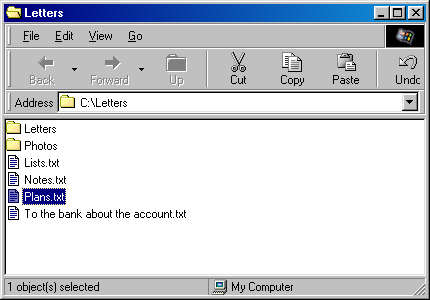 Letters
File Edit View Go
Back Forward Up Cut Copy Paste Undo
Address C:\Letters
Letters
Photos
Lists.txt
Notes.txt
Plans.txt
To the bank about the account.txt
1 object(s) selected My Computer